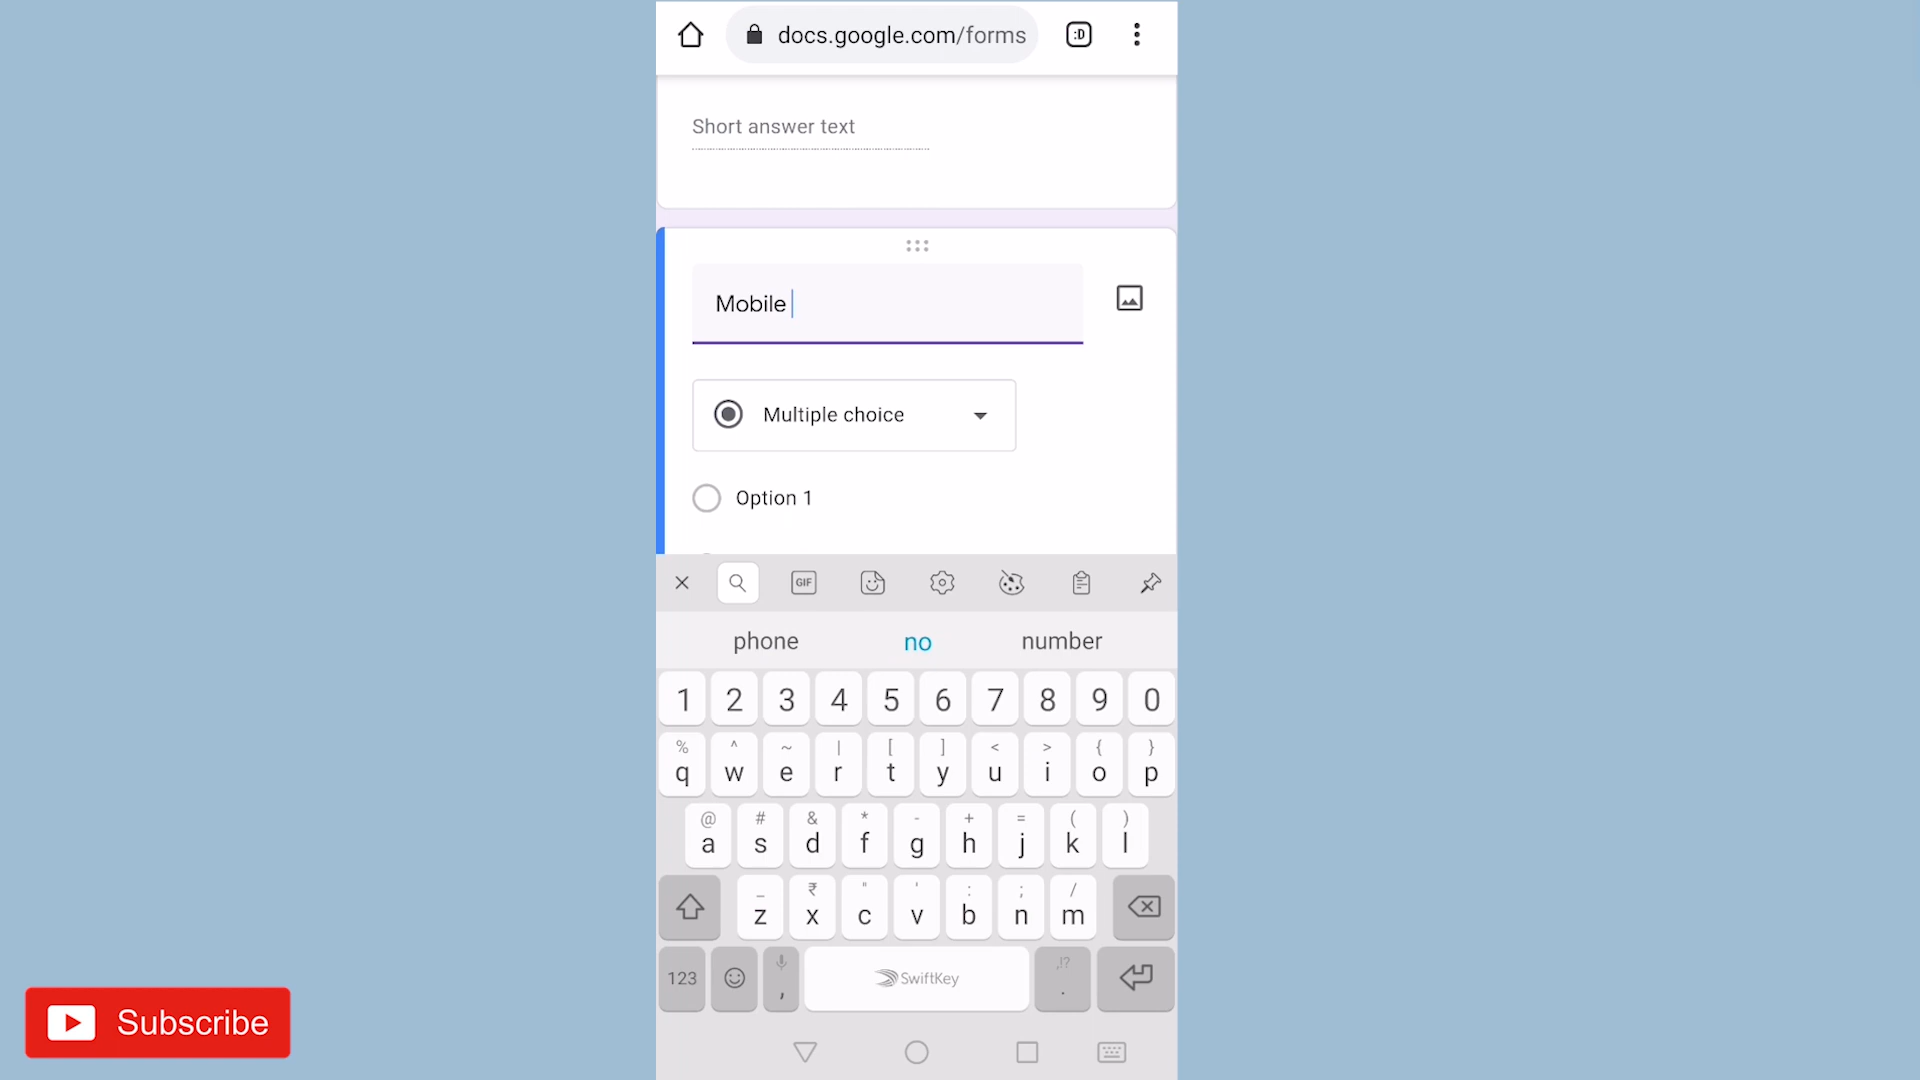 docs.google.com/forms
:D
Short answer text
Mobile
Multiple choice
Option 1
GIF
phone no number
1 2 3 4 5 6 7 8 9 0
% ^ ~ | [ ] < > { }
q w e r t y u i o p
@ # & * - + = ( )
a s d f g h j k l
_ ₹ " ' : ; /
z x c v b n m
123 , SwiftKey ,!? .
Subscribe